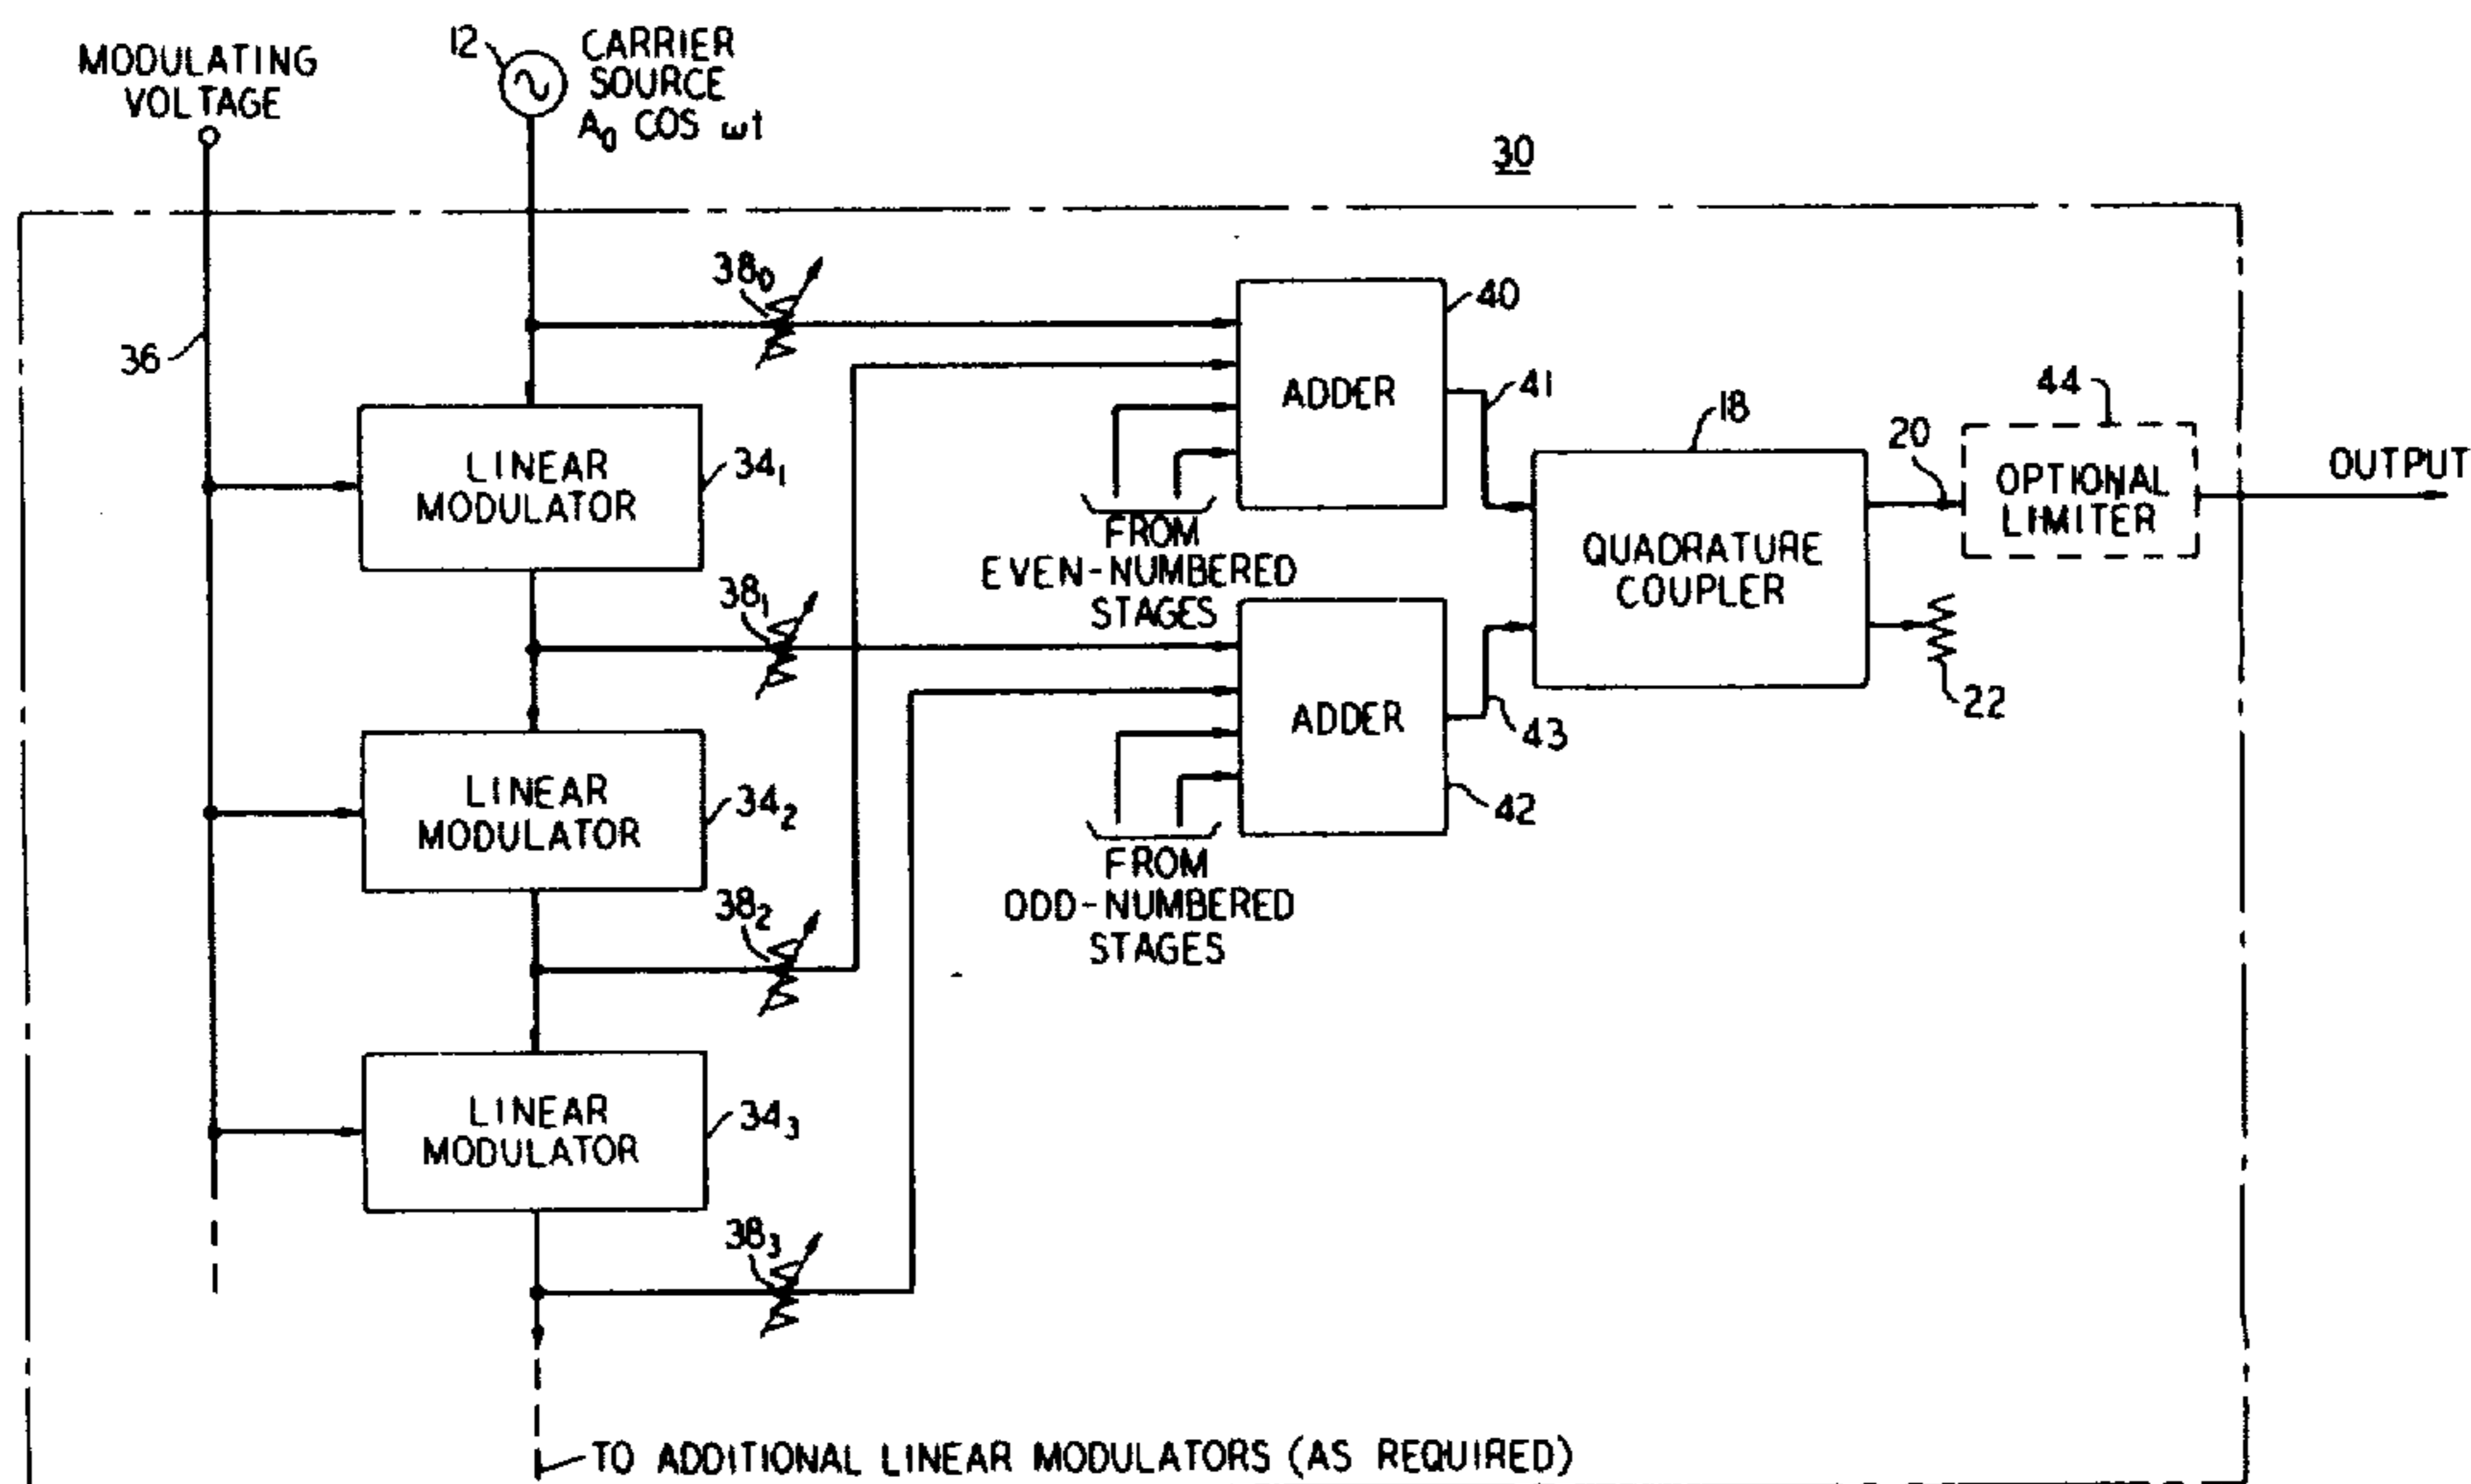 MODULATING
VOLTAGE
12
CARRIER
SOURCE
A₀ COS ωt
30
36
38₀
40
ADDER
41
LINEAR
MODULATOR
34₁
FROM
EVEN-NUMBERED
STAGES
18
QUADRATURE
COUPLER
20
44
OPTIONAL
LIMITER
OUTPUT
22
38₁
ADDER
43
42
LINEAR
MODULATOR
34₂
FROM
ODD-NUMBERED
STAGES
38₂
LINEAR
MODULATOR
34₃
38₃
TO ADDITIONAL LINEAR MODULATORS (AS REQUIRED)